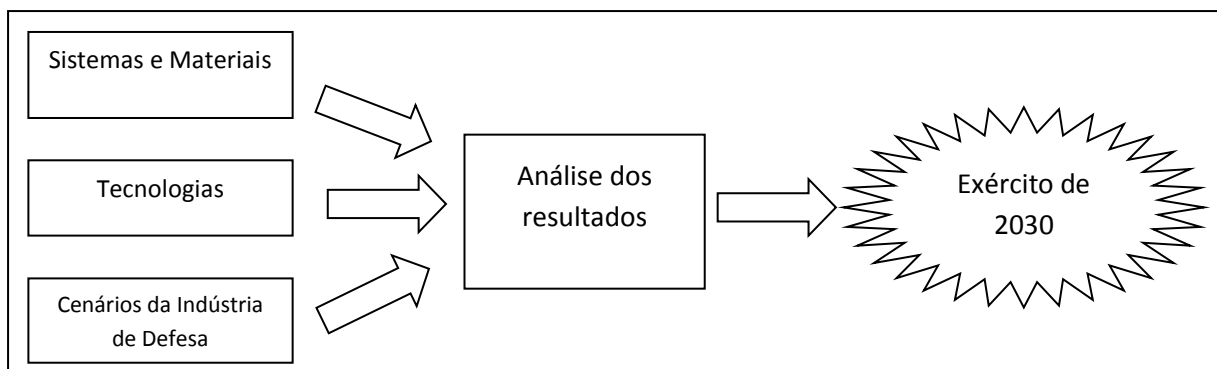 Sistemas e Materiais
Tecnologias
Cenários da Indústria
de Defesa
Análise dos
resultados
Exército de
2030